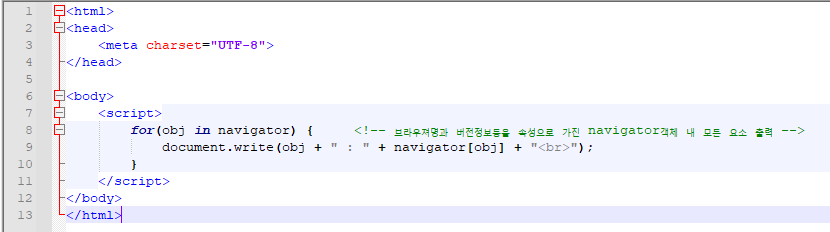 1 <html>
2 <head>
3 <meta charset="UTF-8">
4 </head>
5
6 <body>
7 <script>
8 for(obj in navigator) { <!-- 브라우져명과 버전정보등을 속성으로 가진 navigator객체 내 모든 요소 출력 -->
9 document.write(obj + " : " + navigator[obj] + "<br>");
10 }
11 </script>
12 </body>
13 </html>